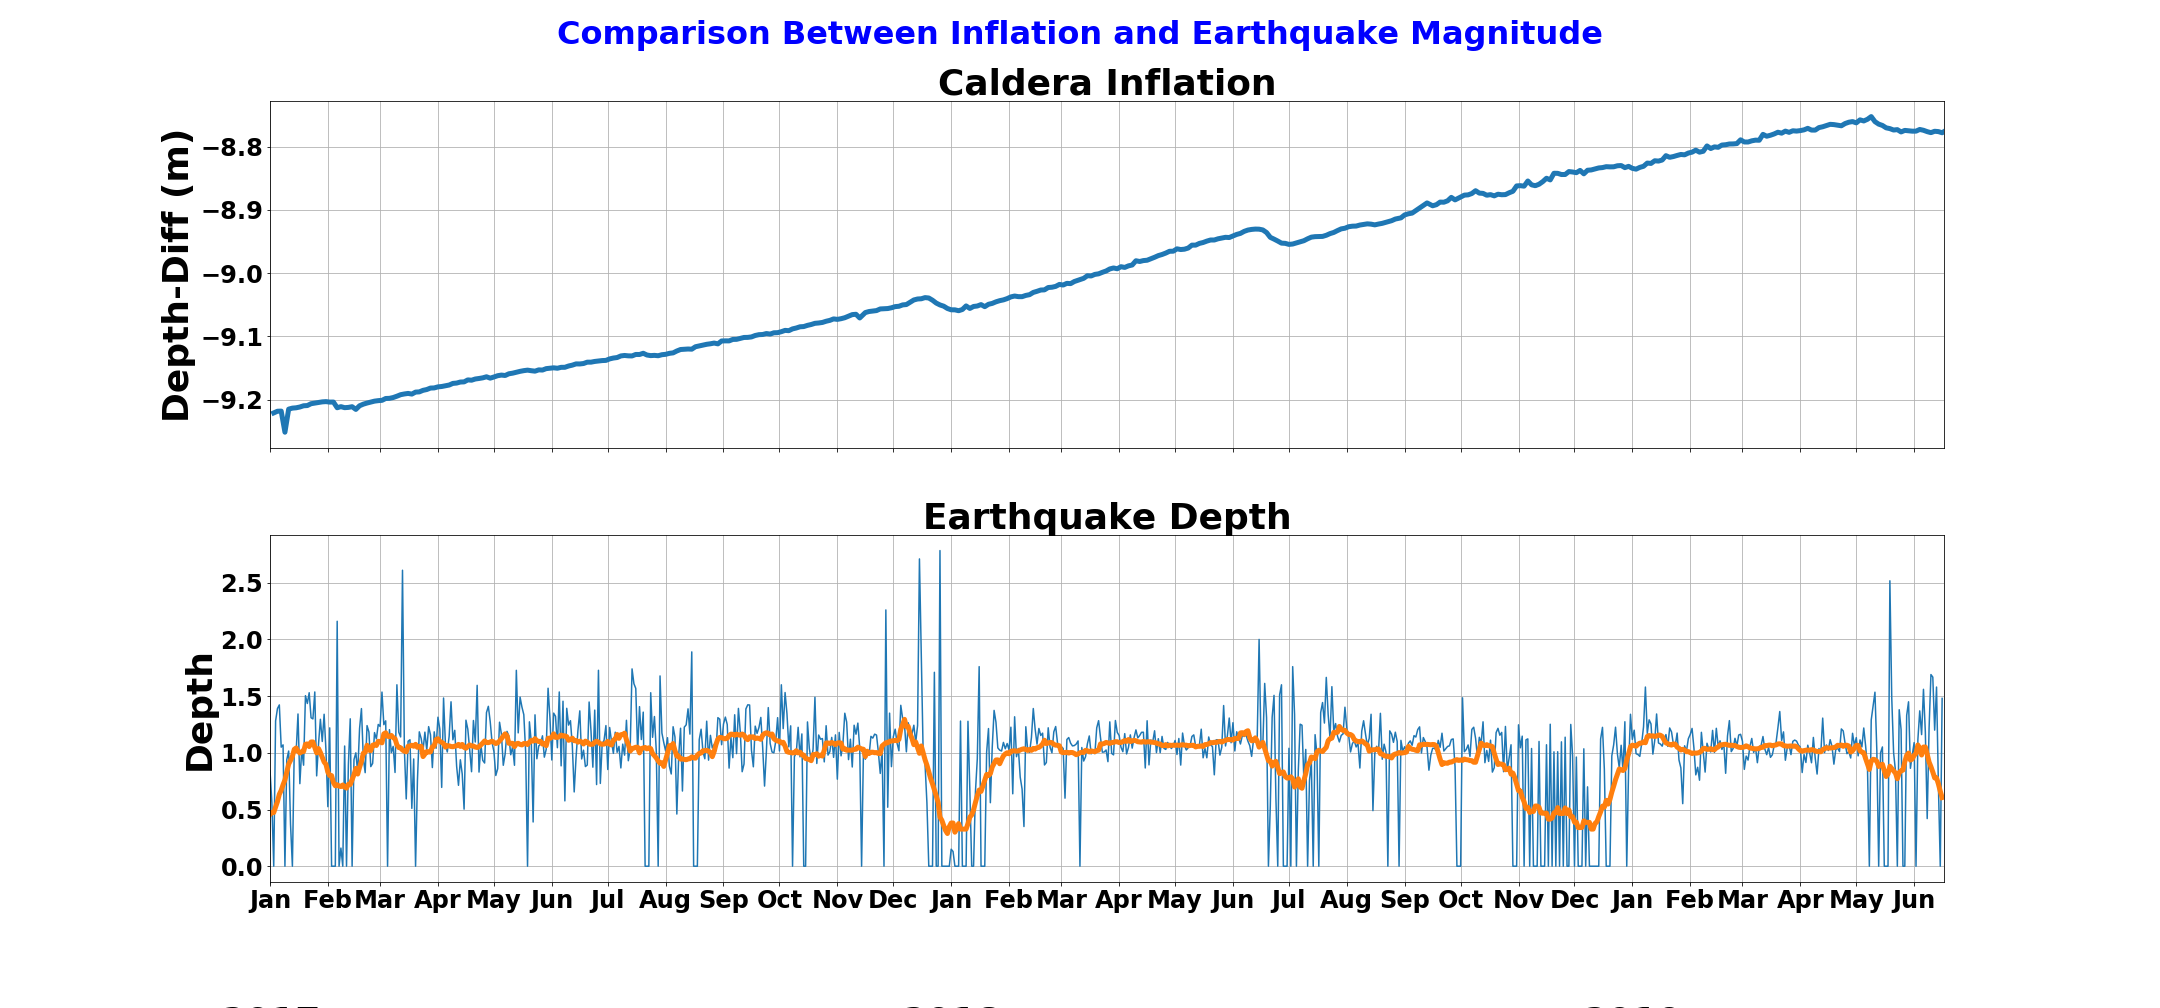 Comparison Between Inflation and Earthquake Magnitude
Caldera Inflation
Depth-Diff (m)
−8.8
−8.9
−9.0
−9.1
−9.2
Earthquake Depth
Depth
2.5
2.0
1.5
1.0
0.5
0.0
Jan Feb Mar Apr May Jun Jul Aug Sep Oct Nov Dec Jan Feb Mar Apr May Jun Jul Aug Sep Oct Nov Dec Jan Feb Mar Apr May Jun